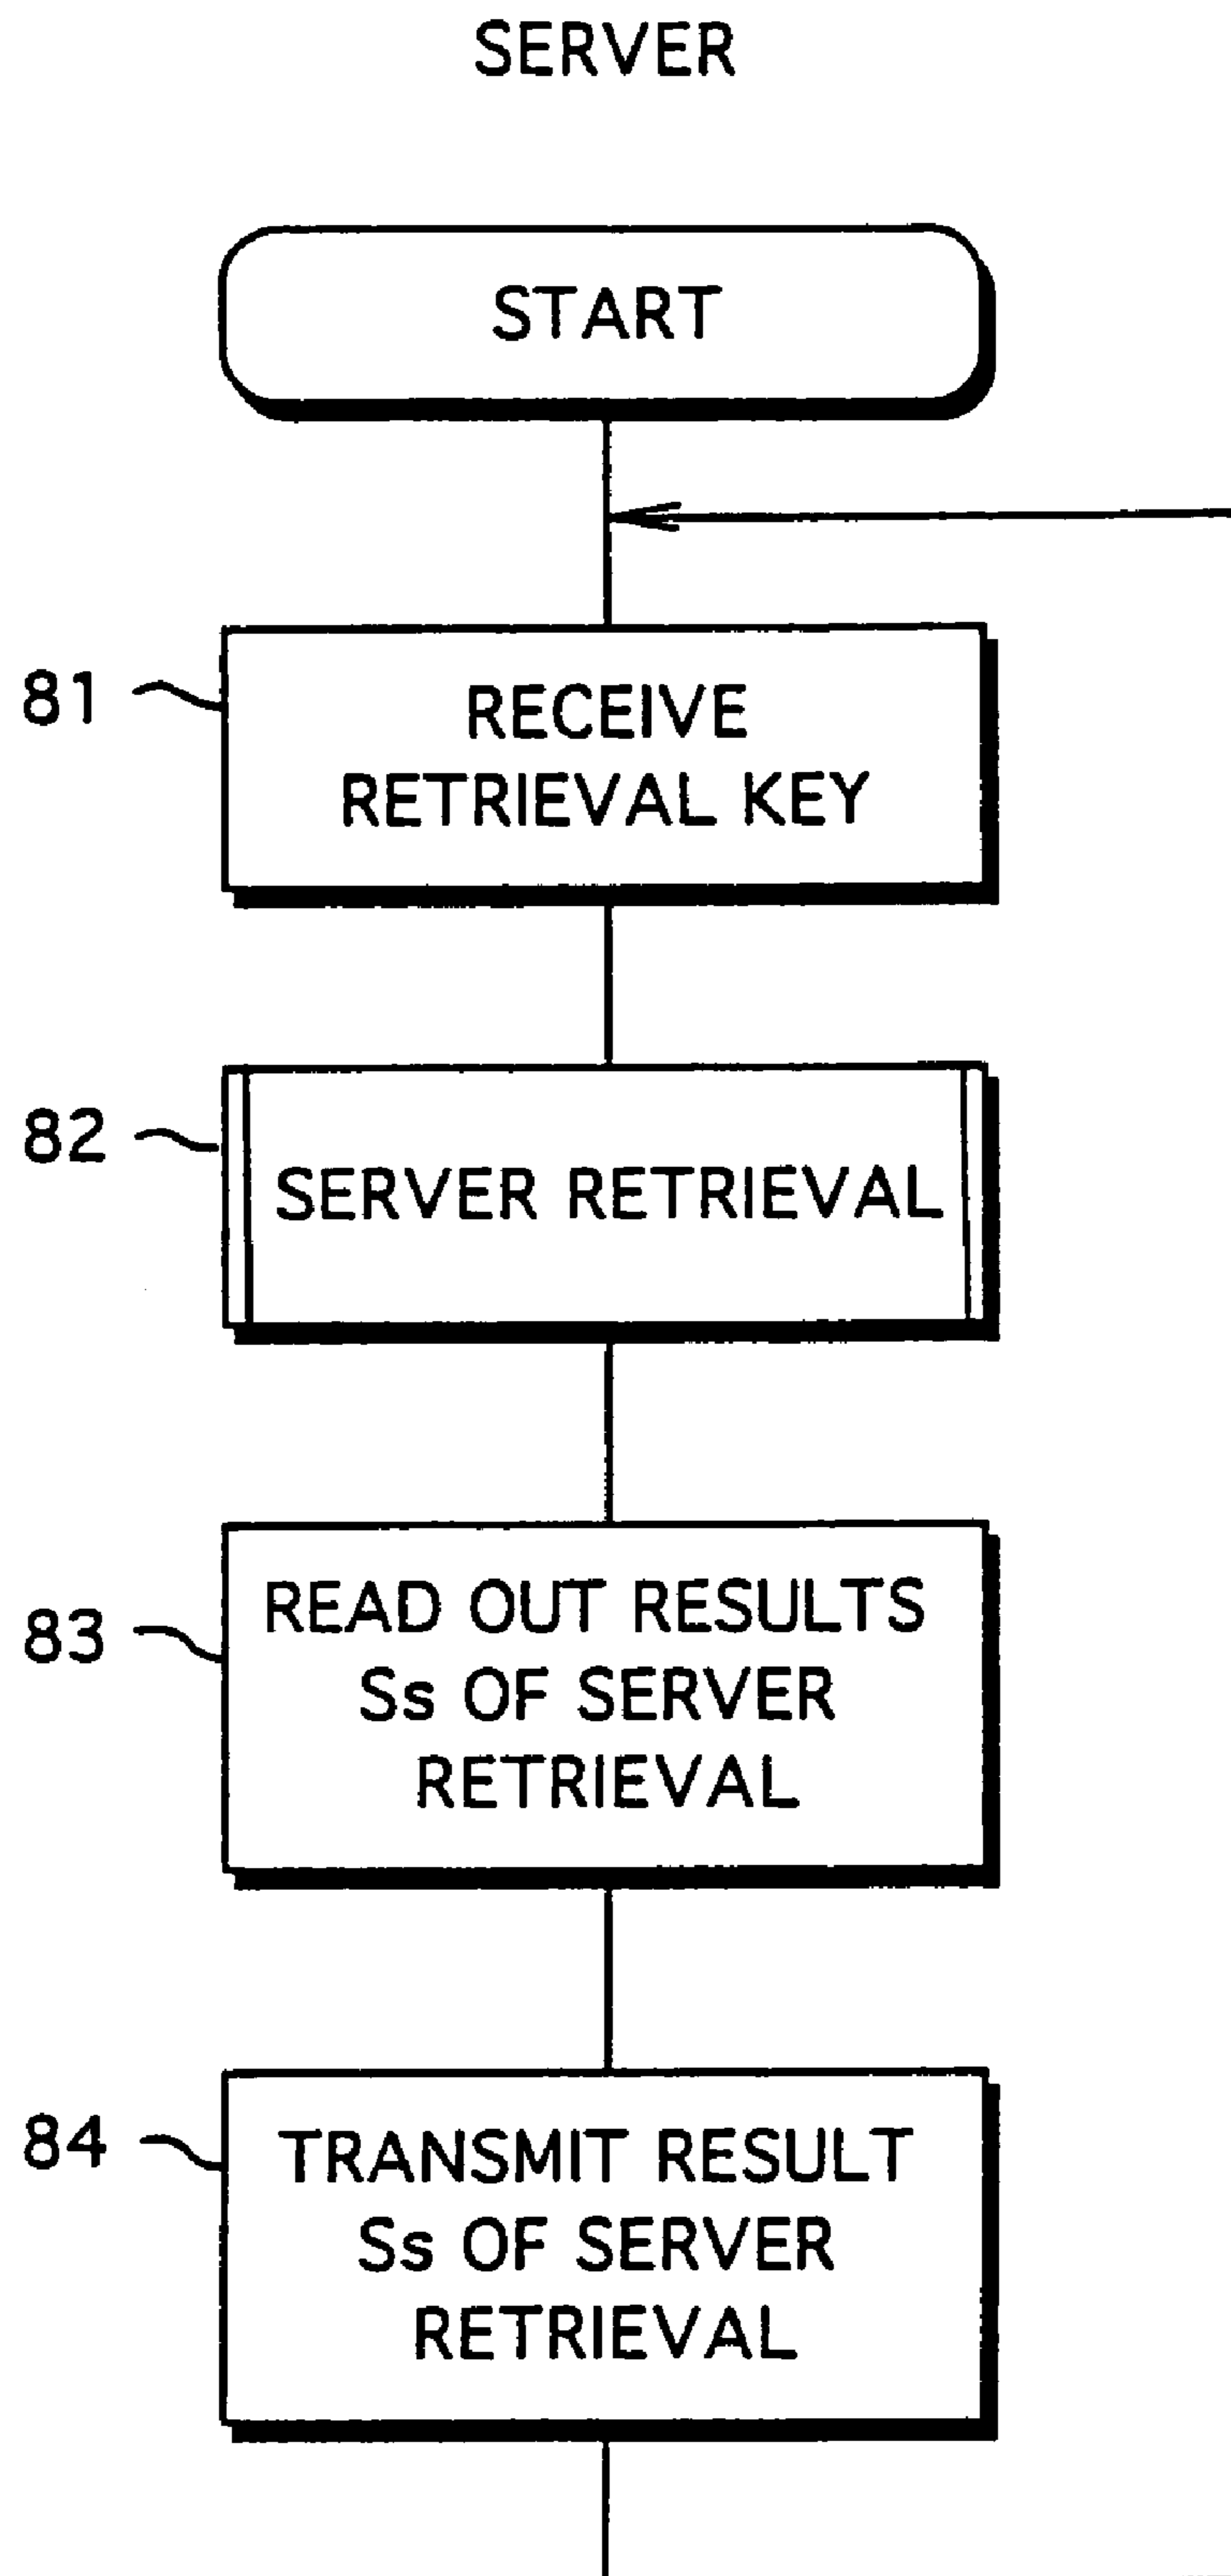 SERVER
START
81
RECEIVE
RETRIEVAL KEY
82
SERVER RETRIEVAL
83
READ OUT RESULTS
Ss OF SERVER
RETRIEVAL
84
TRANSMIT RESULT
Ss OF SERVER
RETRIEVAL